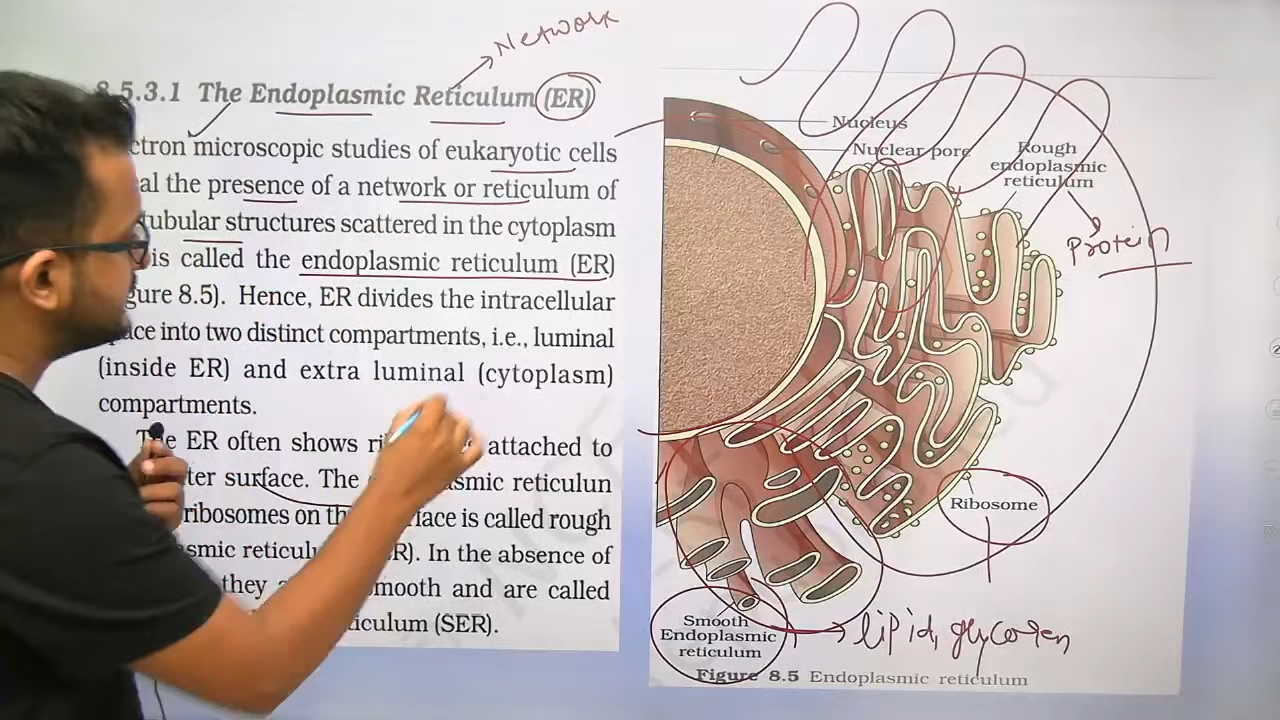 Network
8.5.3.1 The Endoplasmic Reticulum (ER)
ctron microscopic studies of eukaryotic cells
al the presence of a network or reticulum of
tubular structures scattered in the cytoplasm
is called the endoplasmic reticulum (ER)
gure 8.5). Hence, ER divides the intracellular
ace into two distinct compartments, i.e., luminal
(inside ER) and extra luminal (cytoplasm)
compartments.
The ER often shows ri attached to
ter surface. The smic reticulun
ribosomes on th face is called rough
smic reticulu R). In the absence of
they a mooth and are called
iculum (SER).
Nucleus
Nuclear pore
Rough
endoplasmic
reticulum
Protein
Ribosome
Smooth
Endoplasmic
reticulum
lipid, glycogen
Figure 8.5 Endoplasmic reticulum